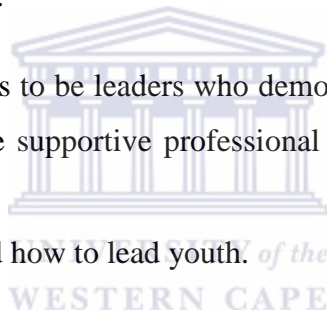 .
s to be leaders who demo
e supportive professional
d how to lead youth.
UNIVERSITY of the
WESTERN CAPE